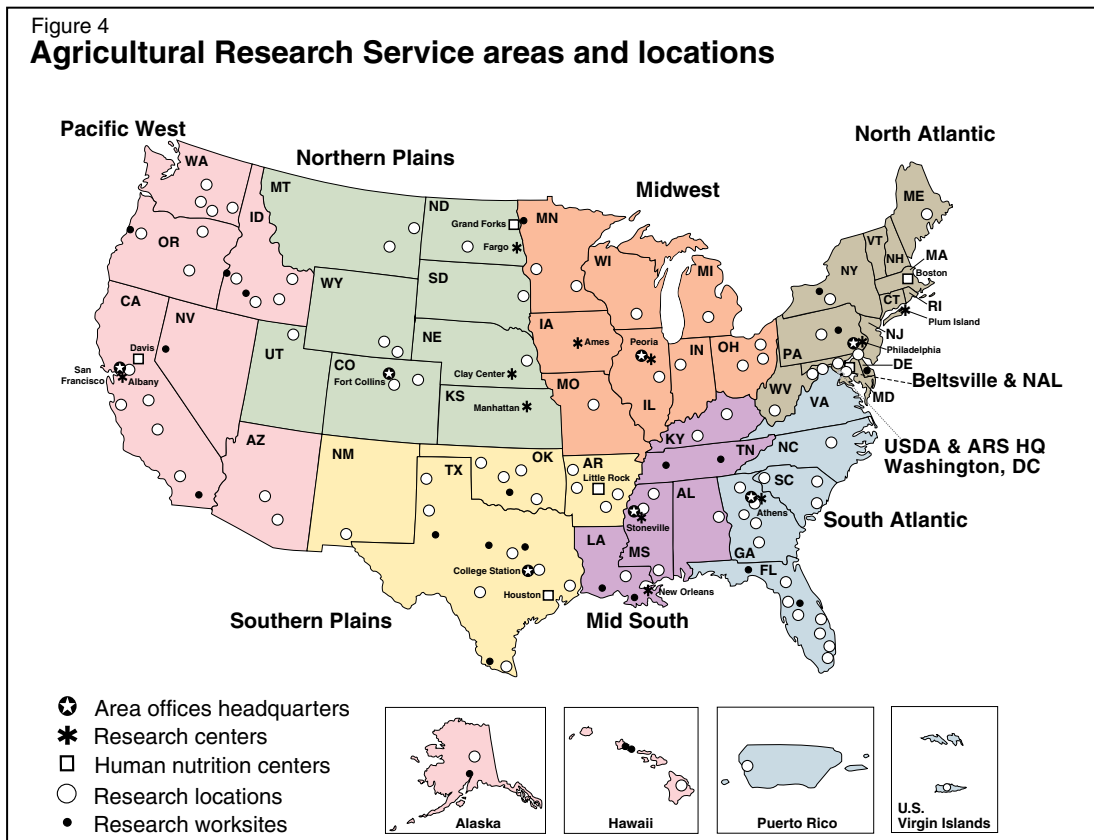 Figure 4
Agricultural Research Service areas and locations
Pacific West
Northern Plains
Midwest
North Atlantic
WA
MT
ND
Grand Forks
MN
ME
ID
OR
Fargo
WI
MI
VT
NH
MA
Boston
NY
SD
WY
CA
NV
CT
RI
Plum Island
IA
Ames
NE
Peoria
IN
OH
PA
NJ
Philadelphia
Davis
UT
CO
Fort Collins
Clay Center
DE
San
Francisco
Albany
MO
IL
WV
MD
Beltsville & NAL
KS
Manhattan
VA
KY
AZ
NM
OK
TX
AR
Little Rock
TN
NC
USDA & ARS HQ
Washington, DC
SC
AL
Athens
Stoneville
South Atlantic
LA
MS
GA
FL
College Station
Houston
New Orleans
Southern Plains
Mid South
Area offices headquarters
Research centers
Human nutrition centers
Research locations
Research worksites
Alaska
Hawaii
Puerto Rico
U.S.
Virgin Islands